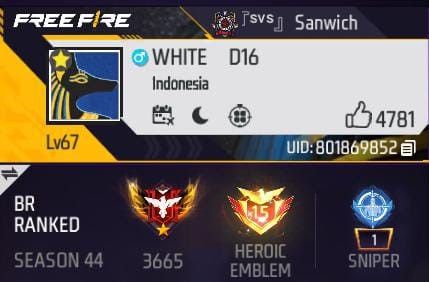 FREE FIRE
『SVS』 Sanwich
WHITE D16
Indonesia
4781
Lv67
UID: 801869852
BR
RANKED
SEASON 44
3665
×15
HEROIC
EMBLEM
1
SNIPER